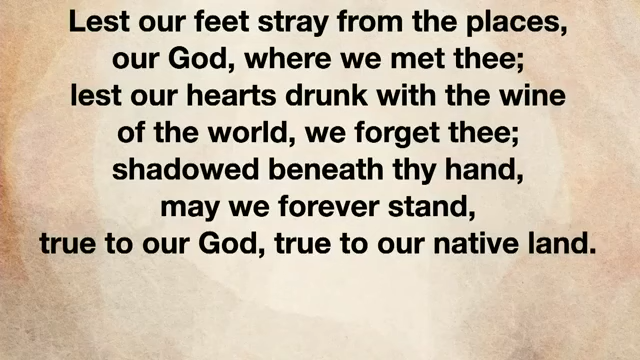 Lest our feet stray from the places,
our God, where we met thee;
lest our hearts drunk with the wine
of the world, we forget thee;
shadowed beneath thy hand,
may we forever stand,
true to our God, true to our native land.